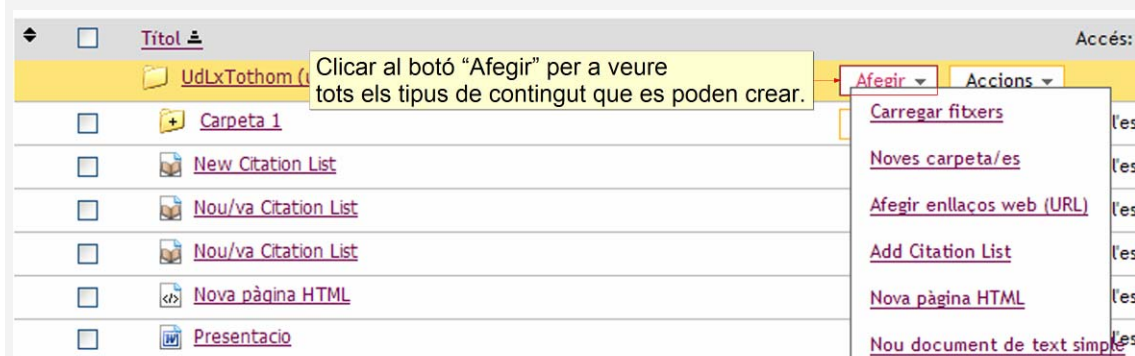 Títol Accés:
UdLxTothom (u
Clicar al botó “Afegir” per a veure
tots els tipus de contingut que es poden crear.
Afegir Accions
Carpeta 1
New Citation List
Nou/va Citation List
Nou/va Citation List
Nova pàgina HTML
Presentacio
Carregar fitxers
Noves carpeta/es
Afegir enllaços web (URL)
Add Citation List
Nova pàgina HTML
Nou document de text simple